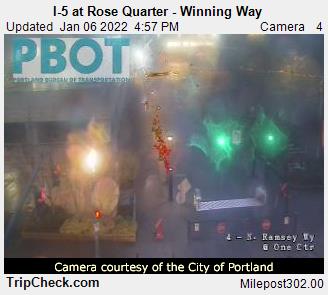 I-5 at Rose Quarter - Winning Way
Updated Jan 06 2022 4:57 PM Camera 4
PBOT
PORTLAND BUREAU OF TRANSPORTATION
4 - N. Ramsey Wy
@ One Ctr
Camera courtesy of the City of Portland
TripCheck.com Milepost302.00